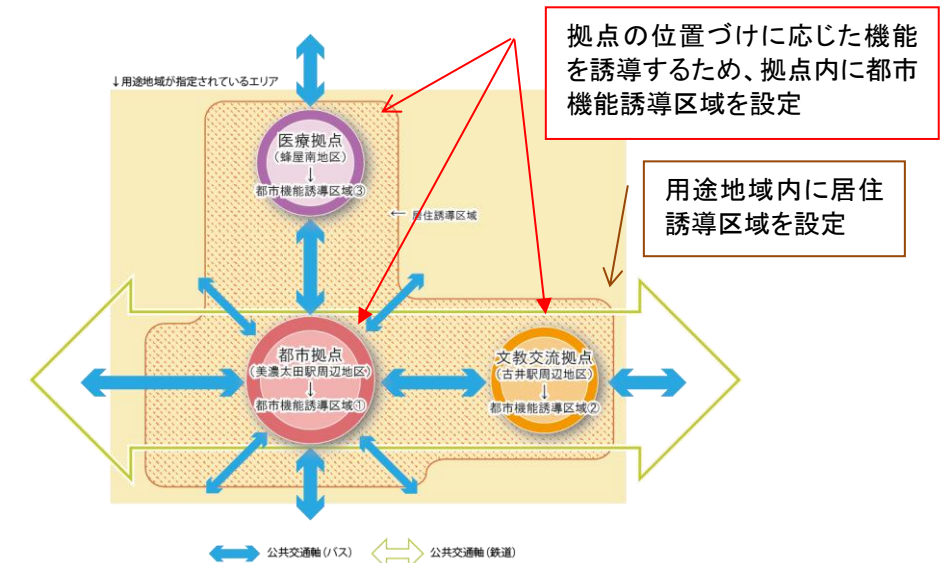 拠点の位置づけに応じた機能
を誘導するため、拠点内に都市
機能誘導区域を設定
↓用途地域が指定されているエリア
医療拠点
(蜂屋南地区)
↓
都市機能誘導区域③
← 居住誘導区域
用途地域内に居住
誘導区域を設定
都市拠点
(美濃太田駅周辺地区)
↓
都市機能誘導区域①
文教交流拠点
(古井駅周辺地区)
↓
都市機能誘導区域②
公共交通軸(バス)
公共交通軸(鉄道)